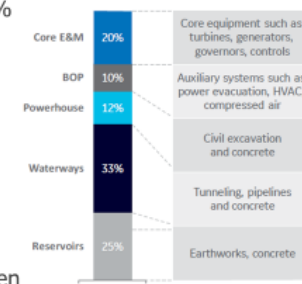 %
Core E&M
20%
Core equipment such as
turbines, generators,
governors, controls
BOP
10%
Auxiliary systems such as
power evacuation, HVAC,
compressed air
Powerhouse
12%
Civil excavation
and concrete
Waterways
33%
Tunneling, pipelines
and concrete
Reservoirs
25%
Earthworks, concrete
en